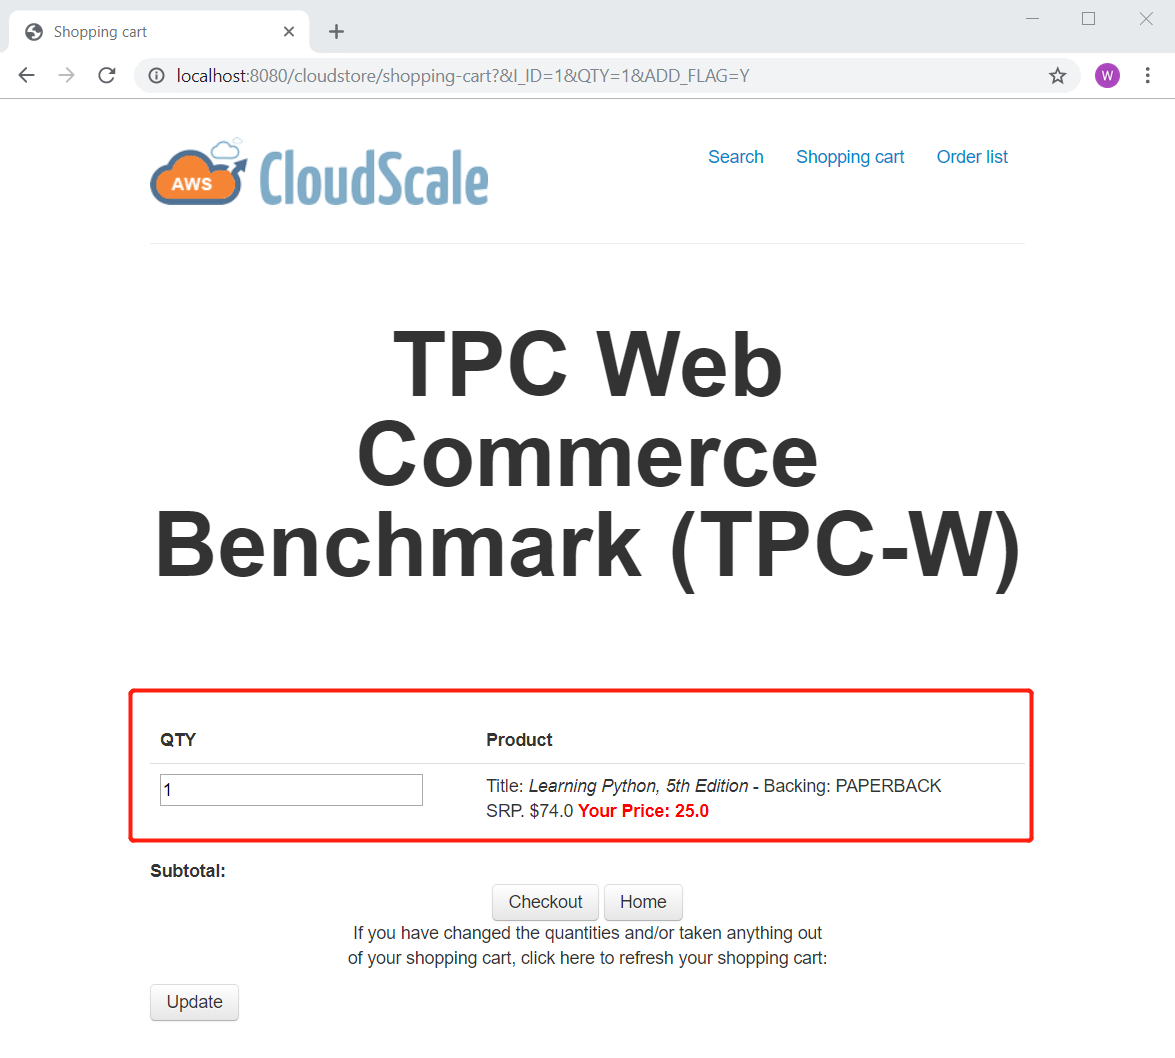 Shopping cart
localhost:8080/cloudstore/shopping-cart?&I_ID=1&QTY=1&ADD_FLAG=Y
W
AWS CloudScale
Search Shopping cart Order list
TPC Web
Commerce
Benchmark (TPC-W)
QTY Product
1 Title: Learning Python, 5th Edition - Backing: PAPERBACK
SRP. $74.0 Your Price: 25.0
Subtotal:
Checkout Home
If you have changed the quantities and/or taken anything out
of your shopping cart, click here to refresh your shopping cart:
Update